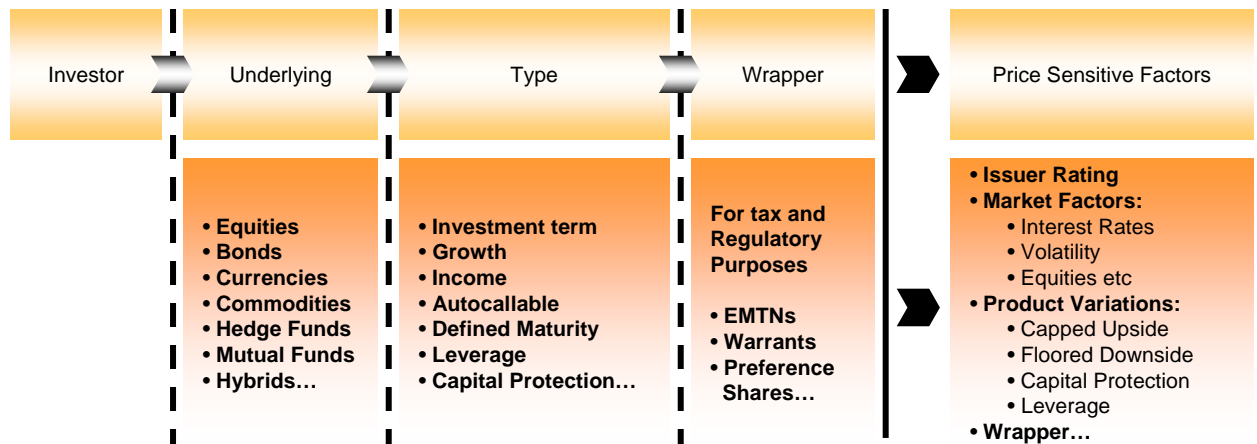 Investor
Underlying
Type
Wrapper
Price Sensitive Factors
• Equities
• Bonds
• Currencies
• Commodities
• Hedge Funds
• Mutual Funds
• Hybrids…
• Investment term
• Growth
• Income
• Autocallable
• Defined Maturity
• Leverage
• Capital Protection…
For tax and
Regulatory
Purposes
• EMTNs
• Warrants
• Preference
Shares…
• Issuer Rating
• Market Factors:
• Interest Rates
• Volatility
• Equities etc
• Product Variations:
• Capped Upside
• Floored Downside
• Capital Protection
• Leverage
• Wrapper…